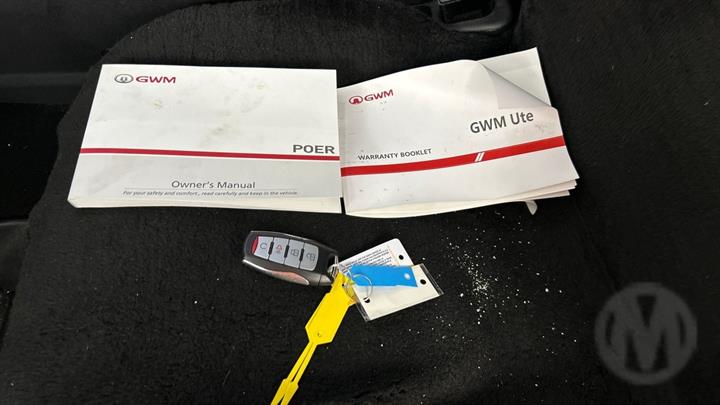 GWM
POER
Owner's Manual
For your safety and comfort, read carefully and keep in the vehicle.
GWM
GWM Ute
WARRANTY BOOKLET
M